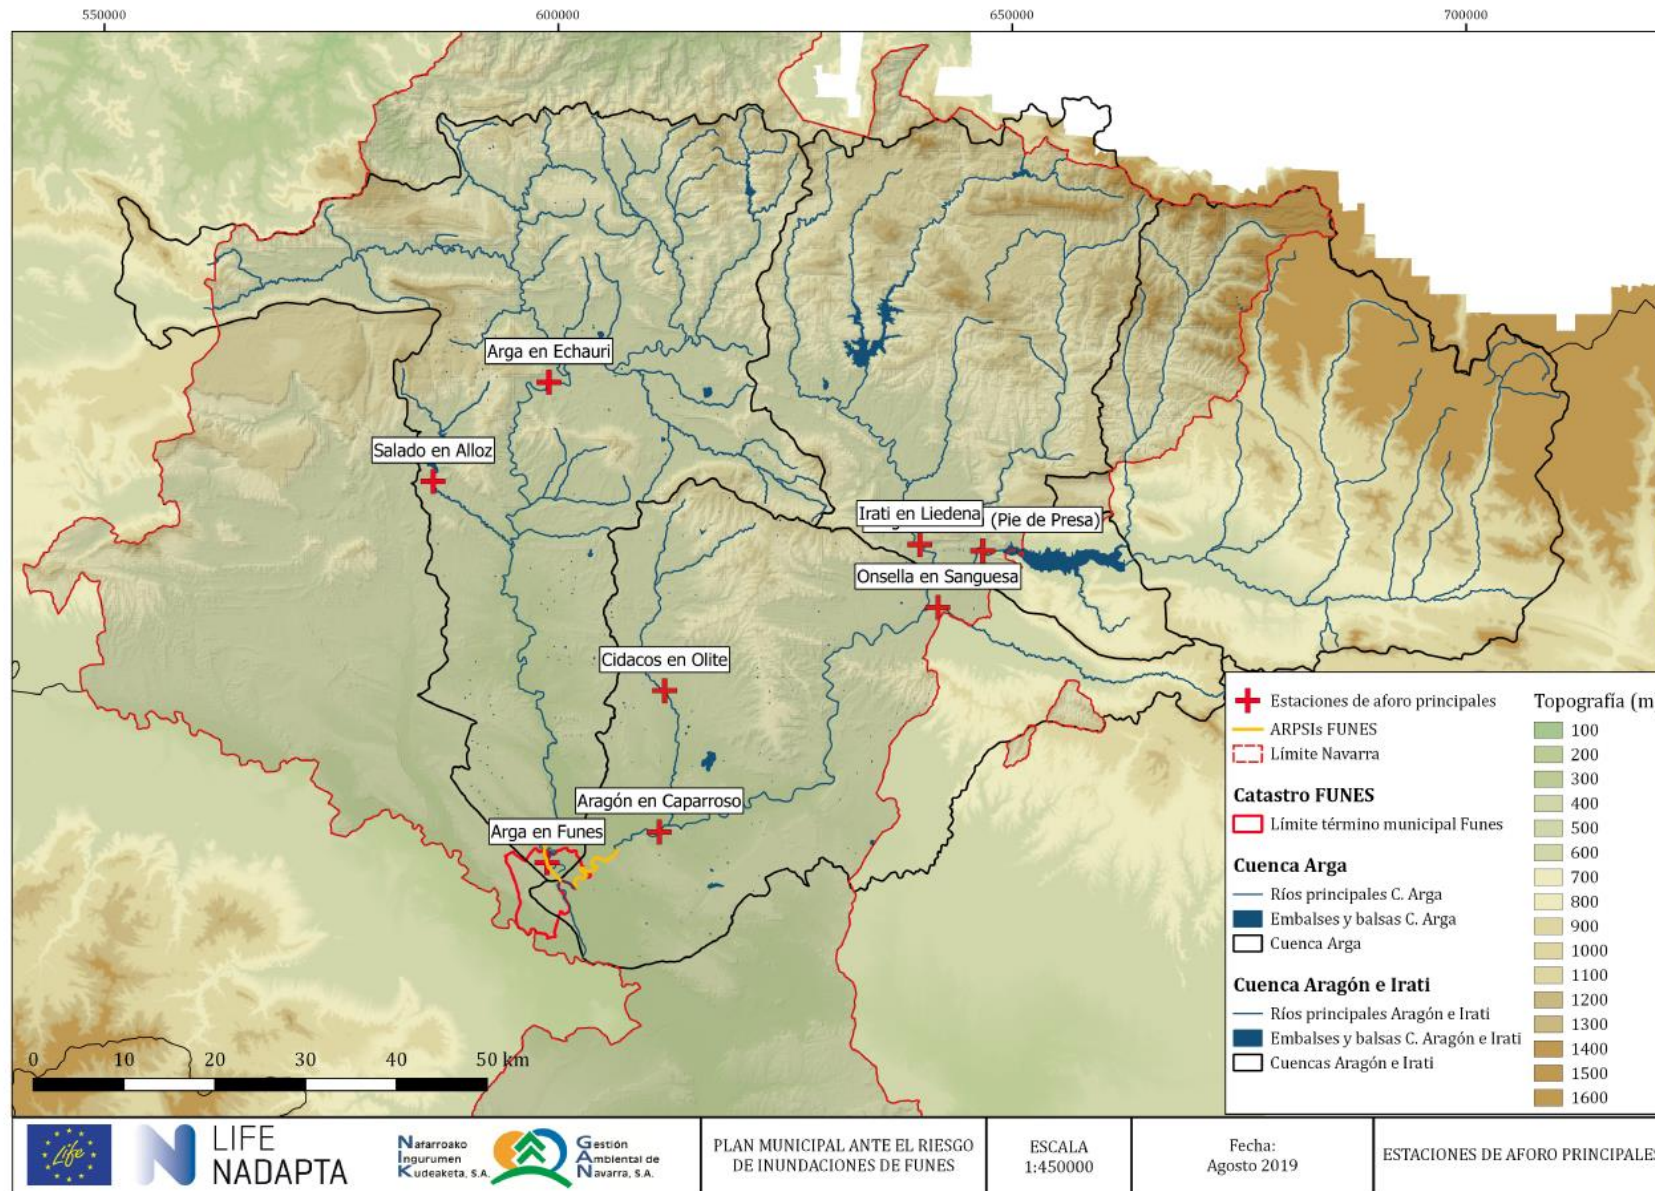 550000
600000
650000
700000
Arga en Echauri
Salado en Alloz
Irati en Liedena
(Pie de Presa)
Onsella en Sanguesa
Cidacos en Olite
Aragón en Caparroso
Arga en Funes
0 10 20 30 40 50 km
Estaciones de aforo principales
ARPSIs FUNES
Límite Navarra
Catastro FUNES
Límite término municipal Funes
Cuenca Arga
Ríos principales C. Arga
Embalses y balsas C. Arga
Cuenca Arga
Cuenca Aragón e Irati
Ríos principales Aragón e Irati
Embalses y balsas C. Aragón e Irati
Cuencas Aragón e Irati
Topografía (m
100
200
300
400
500
600
700
800
900
1000
1100
1200
1300
1400
1500
1600
Life
LIFE
NADAPTA
Nafarroako
Ingurumen
Kudeaketa, S.A.
Gestión
Ambiental de
Navarra, S.A.
PLAN MUNICIPAL ANTE EL RIESGO
DE INUNDACIONES DE FUNES
ESCALA
1:450000
Fecha:
Agosto 2019
ESTACIONES DE AFORO PRINCIPALES